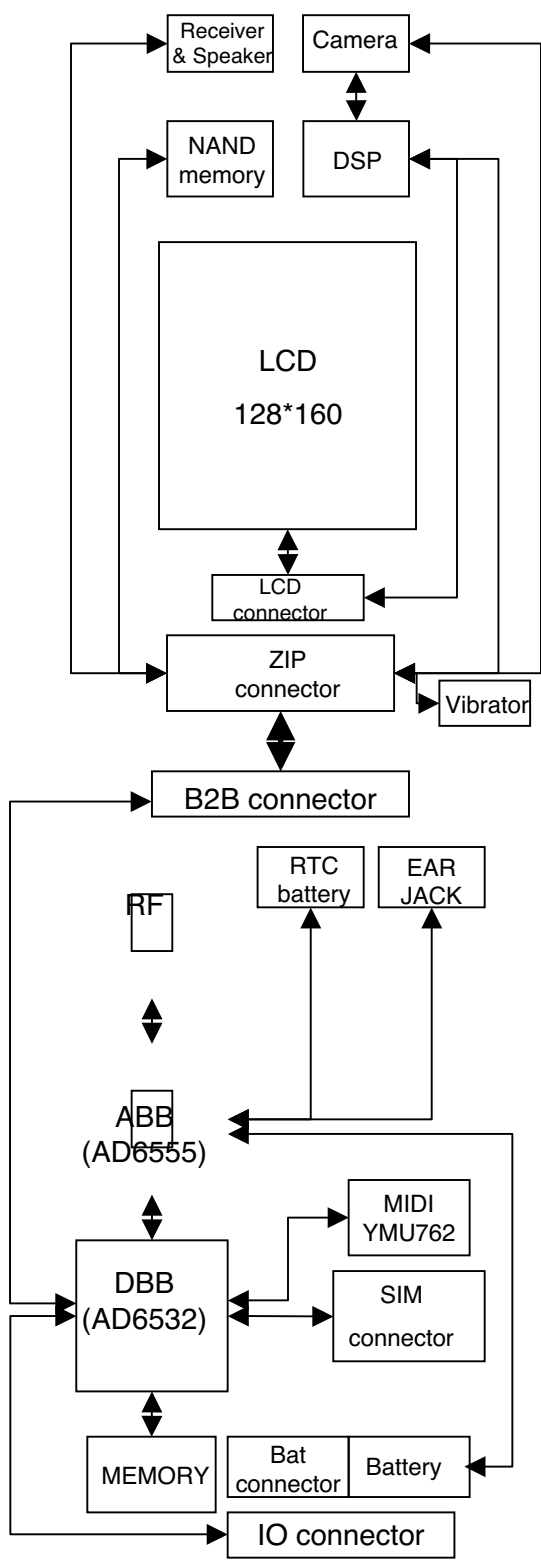 Receiver
& Speaker
Camera
NAND
memory
DSP
LCD
128*160
LCD
connector
ZIP
connector
Vibrator
B2B connector
RTC
battery
EAR
JACK
RF
ABB
(AD6555)
MIDI
YMU762
DBB
(AD6532)
SIM
connector
MEMORY
Bat
connector
Battery
IO connector